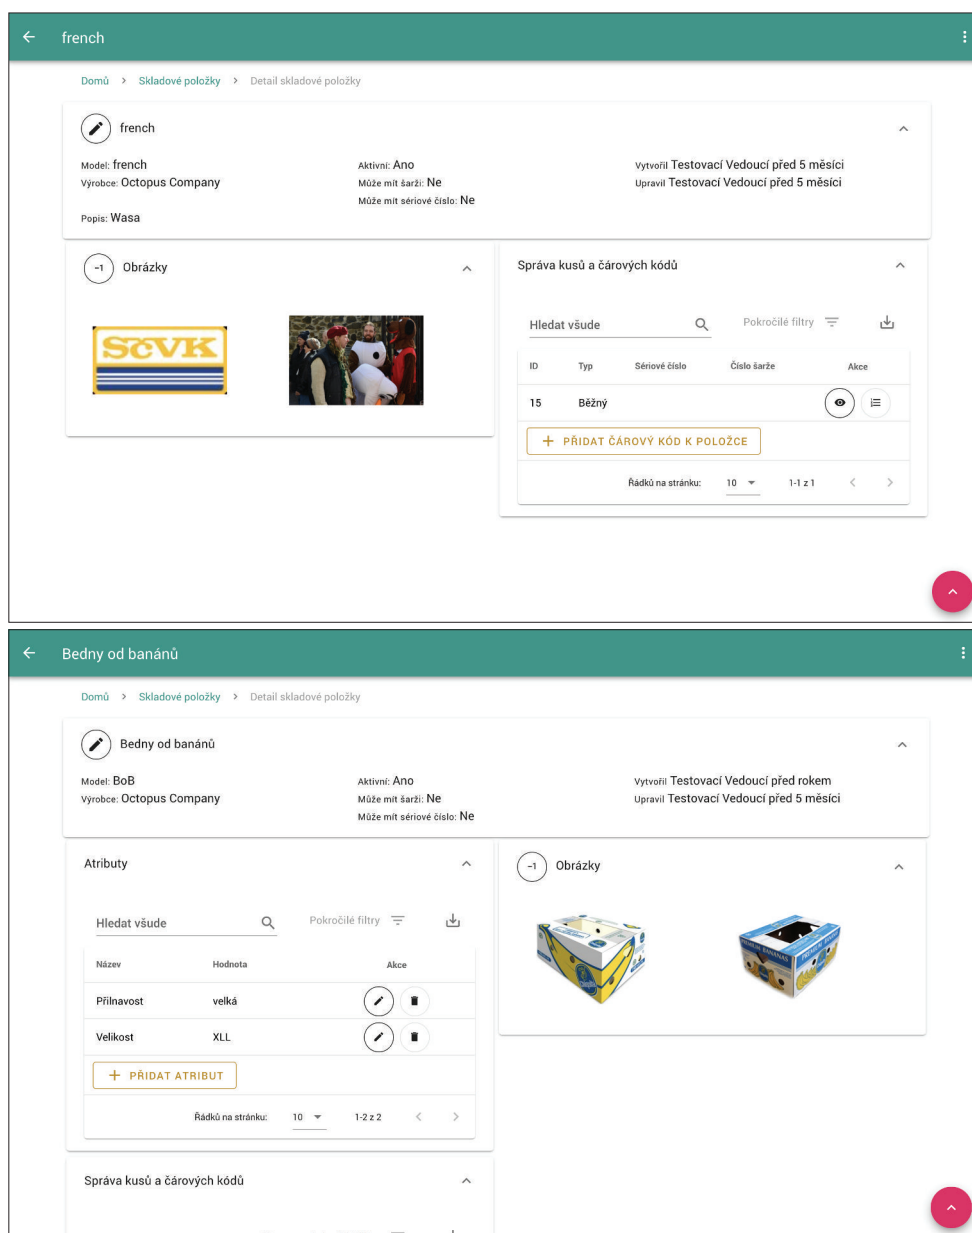 french
Domů > Skladové položky > Detail skladové položky
french
Model: french
Výrobce: Octopus Company
Popis: Wasa
Aktivní: Ano
Může mít šarži: Ne
Může mít sériové číslo: Ne
Vytvořil Testovací Vedoucí před 5 měsíci
Upravil Testovací Vedoucí před 5 měsíci
-1 Obrázky
SčVK
Správa kusů a čárových kódů
Hledat všude
Pokročilé filtry
ID Typ Sériové číslo Číslo šarže Akce
15 Běžný
+ PŘIDAT ČÁROVÝ KÓD K POLOŽCE
Řádků na stránku: 10 1-1 z 1
Bedny od banánů
Domů > Skladové položky > Detail skladové položky
Bedny od banánů
Model: BoB
Výrobce: Octopus Company
Aktivní: Ano
Může mít šarži: Ne
Může mít sériové číslo: Ne
Vytvořil Testovací Vedoucí před rokem
Upravil Testovací Vedoucí před 5 měsíci
Atributy
Hledat všude
Pokročilé filtry
Název Hodnota Akce
Přilnavost velká
Velikost XLL
+ PŘIDAT ATRIBUT
Řádků na stránku: 10 1-2 z 2
-1 Obrázky
PREMIUM BANANAS
PREMIUM
Správa kusů a čárových kódů